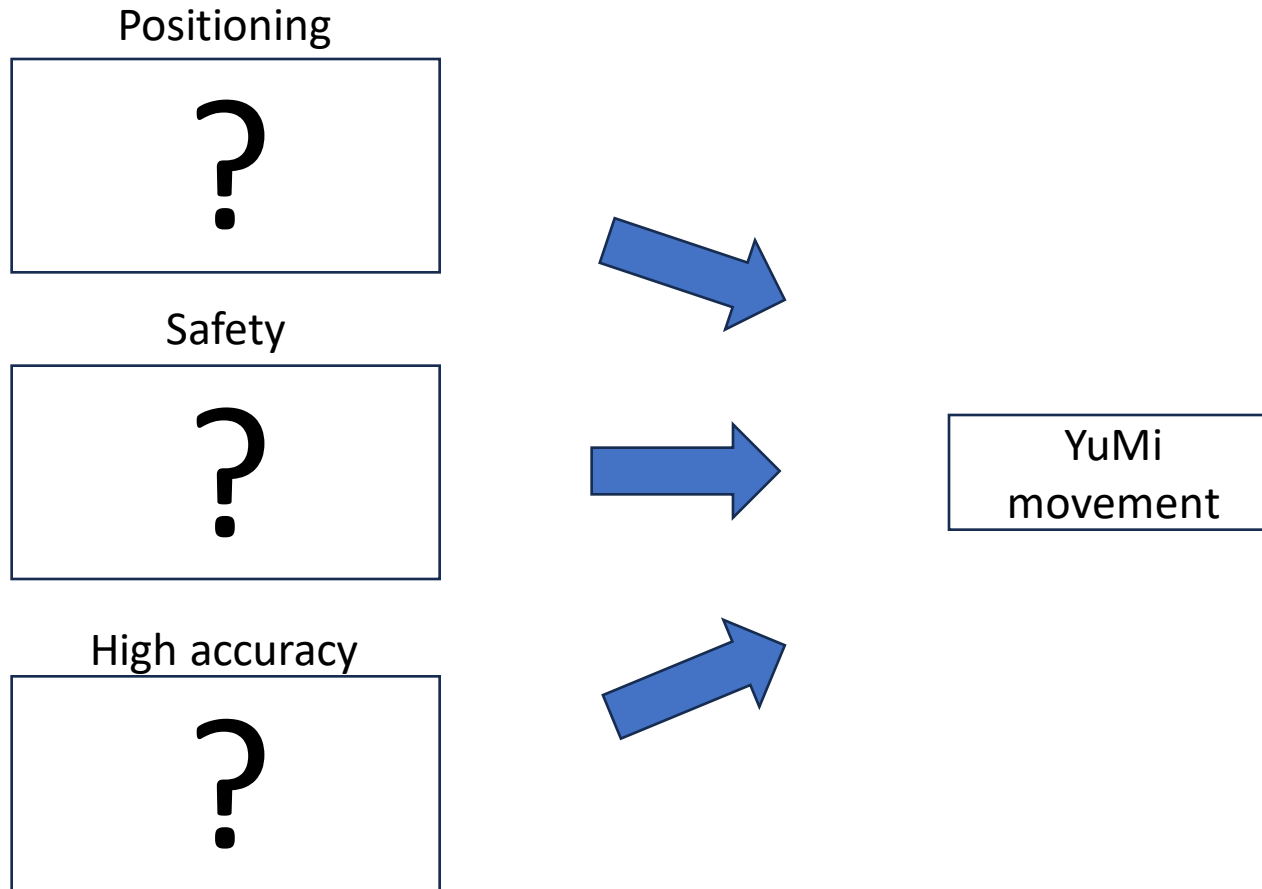 Positioning
?
Safety
?
High accuracy
?
YuMi
movement